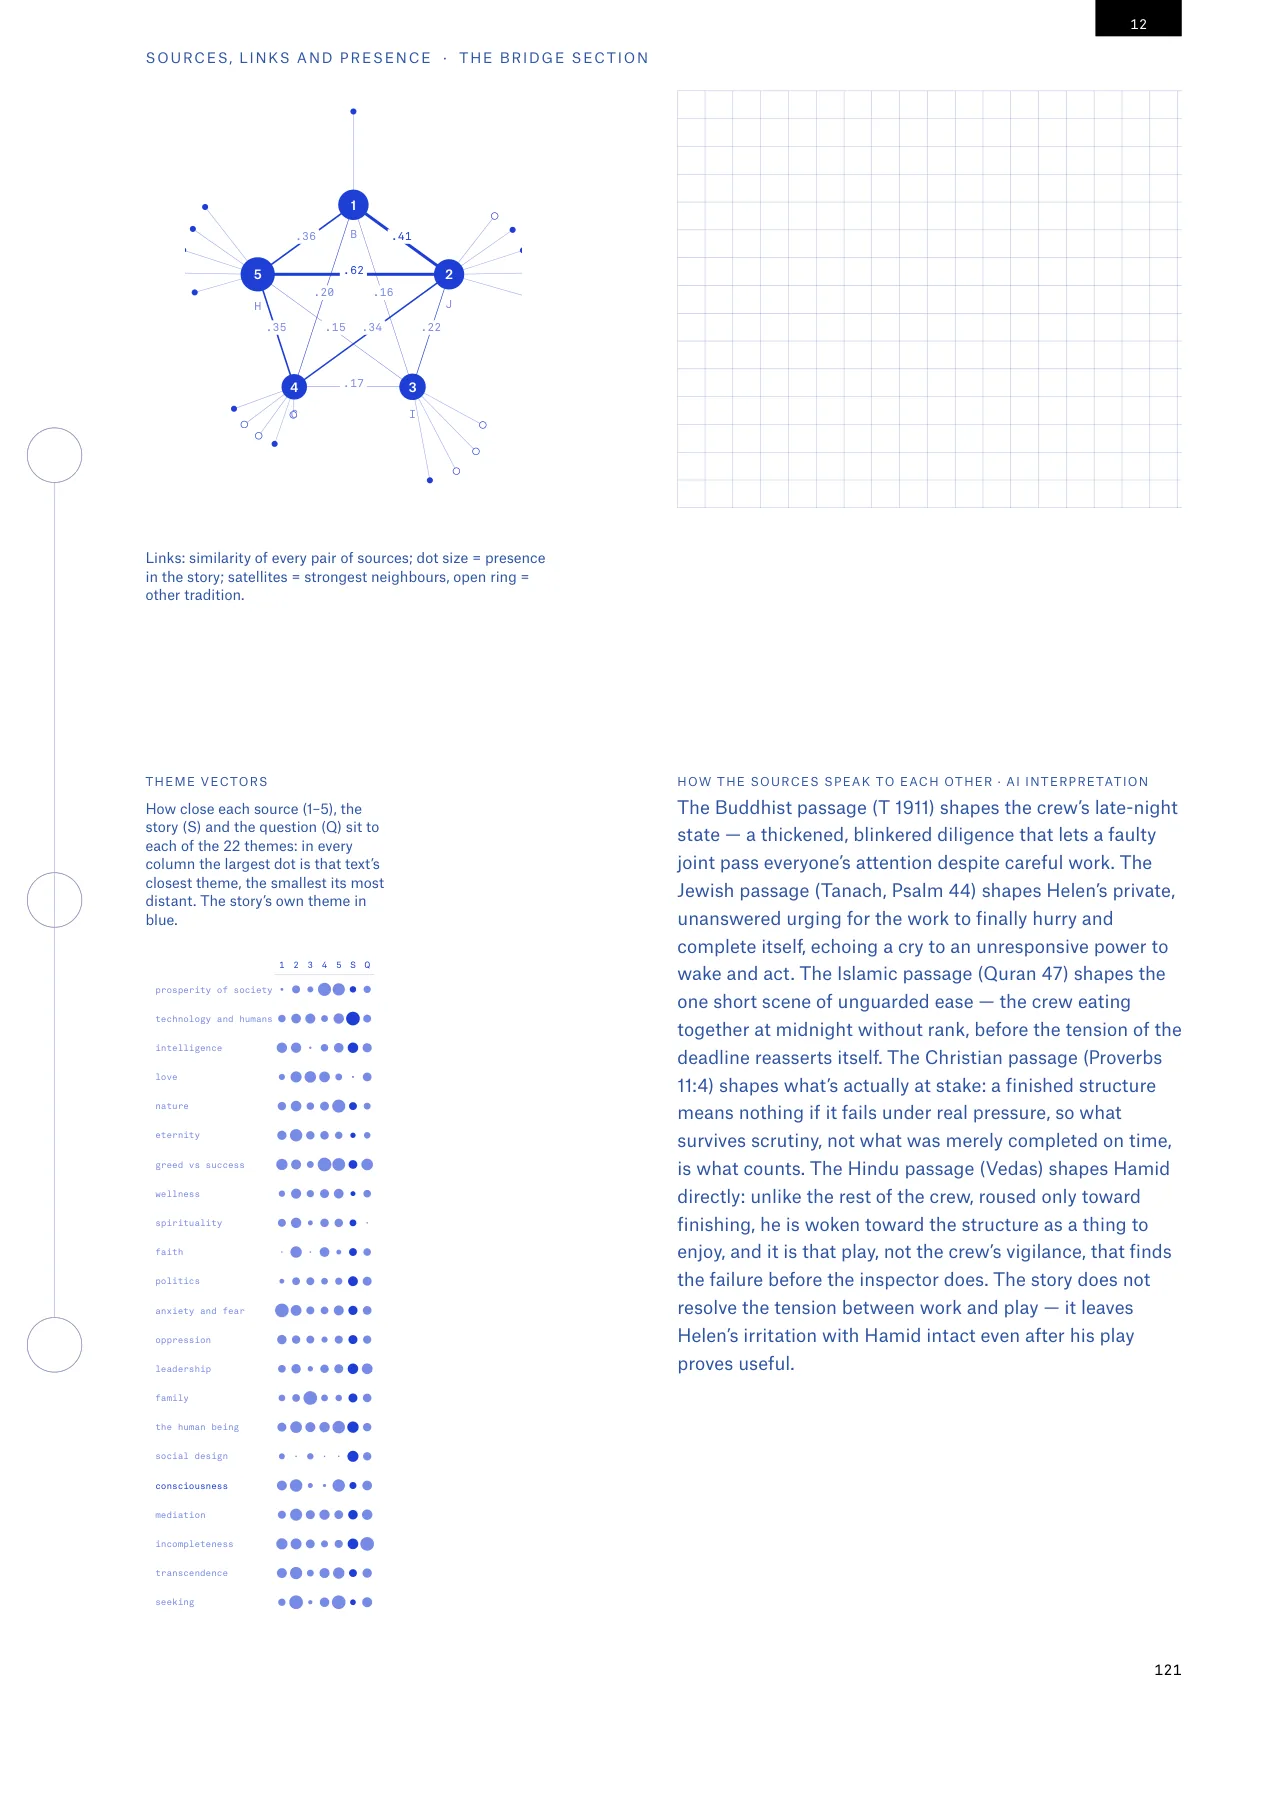 12
SOURCES, LINKS AND PRESENCE · THE BRIDGE SECTION
1
B
.36
.41
5
.62
2
H
J
.20
.16
.35
.15
.34
.22
4
.17
3
I
Links: similarity of every pair of sources; dot size = presence
in the story; satellites = strongest neighbours, open ring =
other tradition.
THEME VECTORS
How close each source (1–5), the
story (S) and the question (Q) sit to
each of the 22 themes: in every
column the largest dot is that text's
closest theme, the smallest its most
distant. The story's own theme in
blue.
1 2 3 4 5 S Q
prosperity of society
technology and humans
intelligence
love
nature
eternity
greed vs success
wellness
spirituality
faith
politics
anxiety and fear
oppression
leadership
family
the human being
social design
consciousness
mediation
incompleteness
transcendence
seeking
HOW THE SOURCES SPEAK TO EACH OTHER · AI INTERPRETATION
The Buddhist passage (T 1911) shapes the crew's late-night
state — a thickened, blinkered diligence that lets a faulty
joint pass everyone's attention despite careful work. The
Jewish passage (Tanach, Psalm 44) shapes Helen's private,
unanswered urging for the work to finally hurry and
complete itself, echoing a cry to an unresponsive power to
wake and act. The Islamic passage (Quran 47) shapes the
one short scene of unguarded ease — the crew eating
together at midnight without rank, before the tension of the
deadline reasserts itself. The Christian passage (Proverbs
11:4) shapes what's actually at stake: a finished structure
means nothing if it fails under real pressure, so what
survives scrutiny, not what was merely completed on time,
is what counts. The Hindu passage (Vedas) shapes Hamid
directly: unlike the rest of the crew, roused only toward
finishing, he is woken toward the structure as a thing to
enjoy, and it is that play, not the crew's vigilance, that finds
the failure before the inspector does. The story does not
resolve the tension between work and play — it leaves
Helen's irritation with Hamid intact even after his play
proves useful.
121